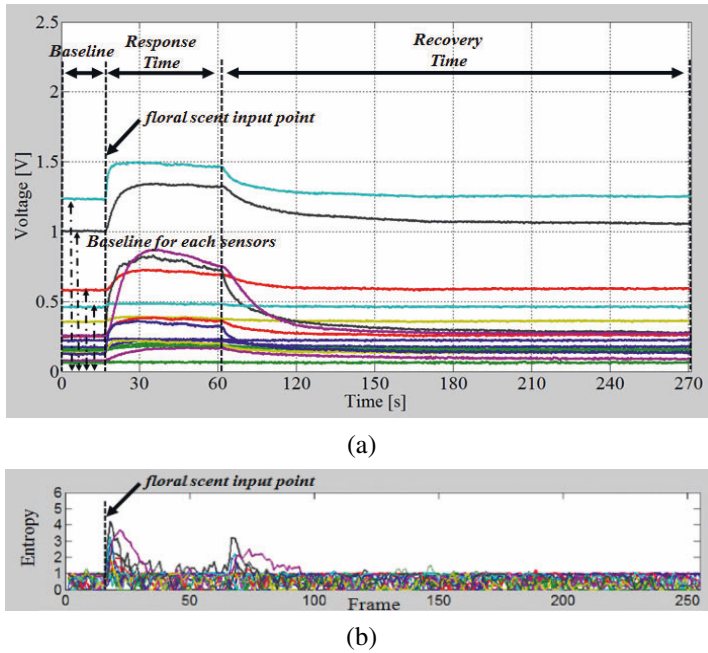 2.5
2
1.5
1
0.5
0
Voltage [V]
Baseline
Response
Time
Recovery
Time
floral scent input point
Baseline for each sensors
0 30 60 120 150 180 210 240 270
Time [s]
(a)
floral scent input point
6
5
4
3
2
1
0
Entropy
0 50 100 150 200 250
Frame
(b)